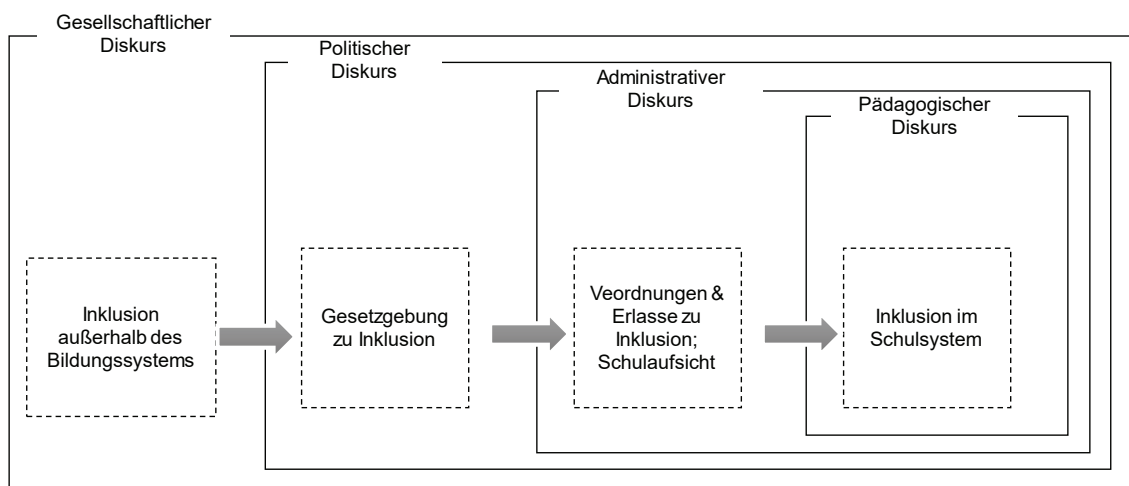 Gesellschaftlicher
Diskurs
Politischer
Diskurs
Administrativer
Diskurs
Pädagogischer
Diskurs
Inklusion
außerhalb des
Bildungssystems
Gesetzgebung
zu Inklusion
Veordnungen &
Erlasse zu
Inklusion;
Schulaufsicht
Inklusion im
Schulsystem